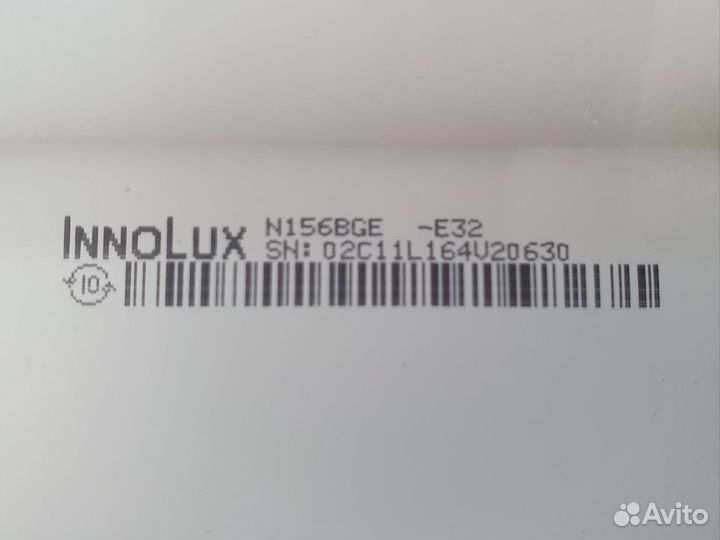 INNOLUX N156BGE -E32
SN: 02C11L164V20630
10
Avito